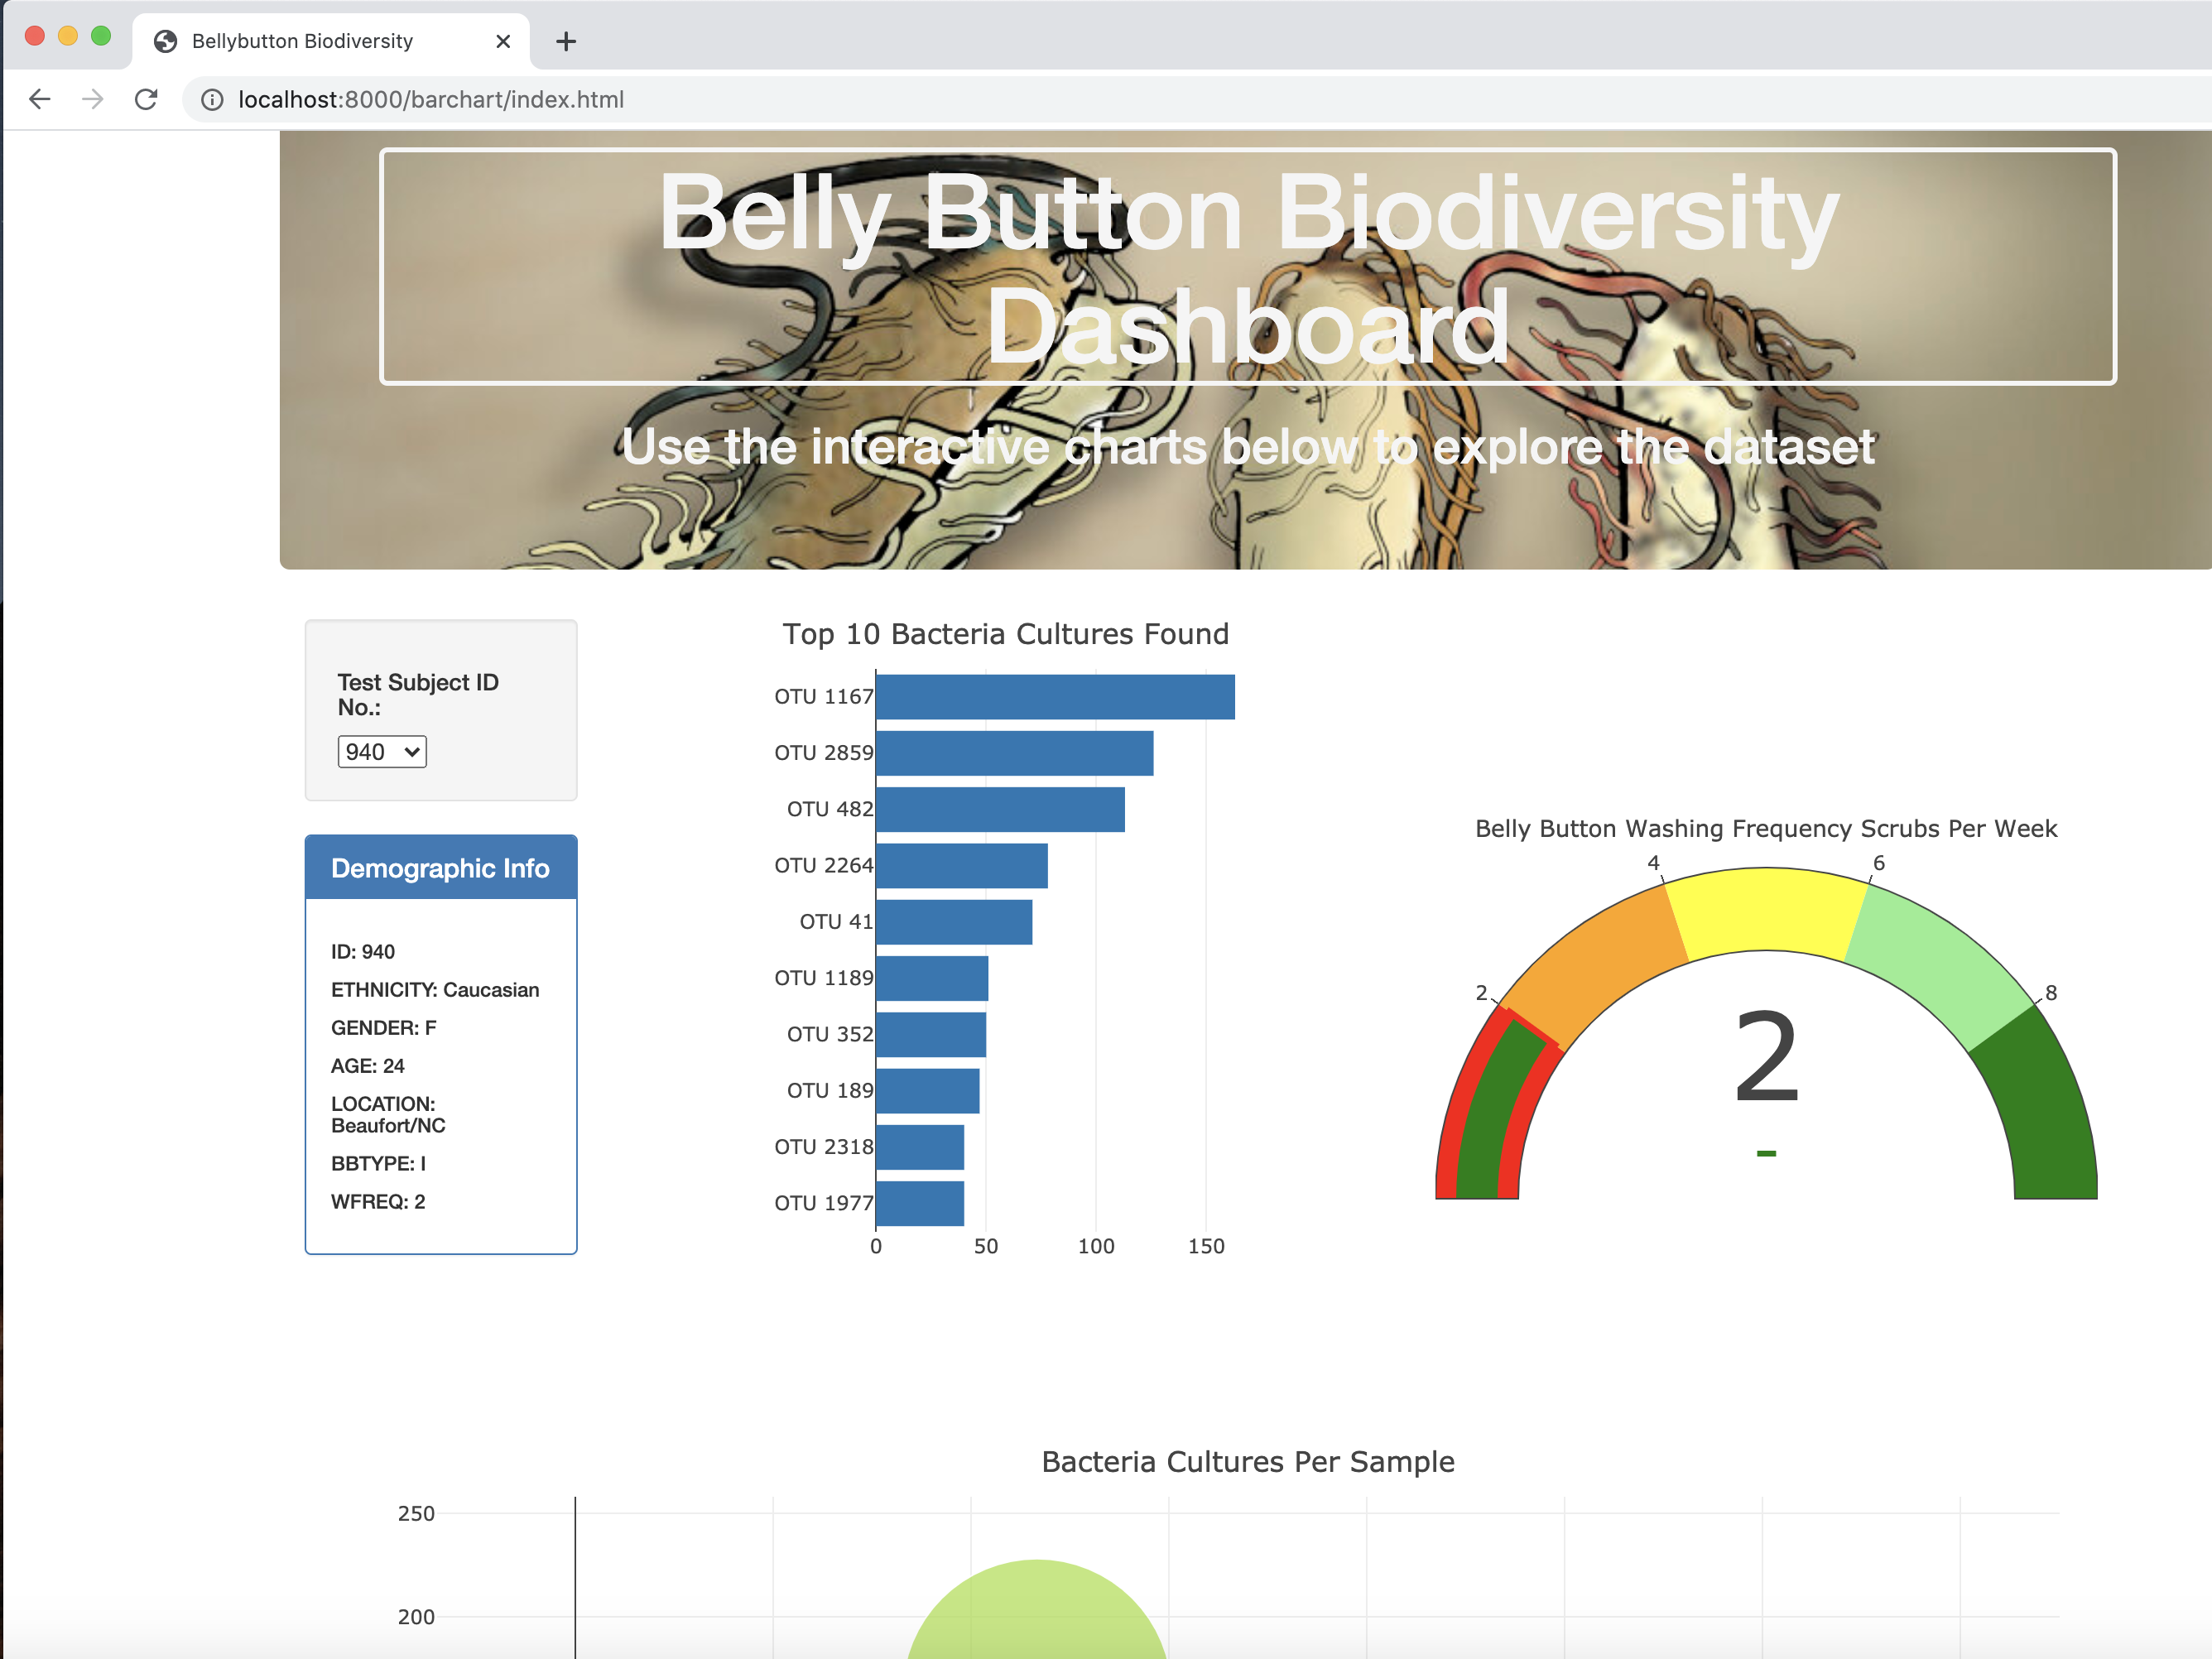 Bellybutton Biodiversity
localhost:8000/barchart/index.html
Belly Button Biodiversity
Dashboard
Use the interactive charts below to explore the dataset
Test Subject ID
No.:
940
Demographic Info
ID: 940
ETHNICITY: Caucasian
GENDER: F
AGE: 24
LOCATION:
Beaufort/NC
BBTYPE: I
WFREQ: 2
Top 10 Bacteria Cultures Found
OTU 1167
OTU 2859
OTU 482
OTU 2264
OTU 41
OTU 1189
OTU 352
OTU 189
OTU 2318
OTU 1977
0 50 100 150
Belly Button Washing Frequency Scrubs Per Week
4 6
2 8
2
-
Bacteria Cultures Per Sample
250
200